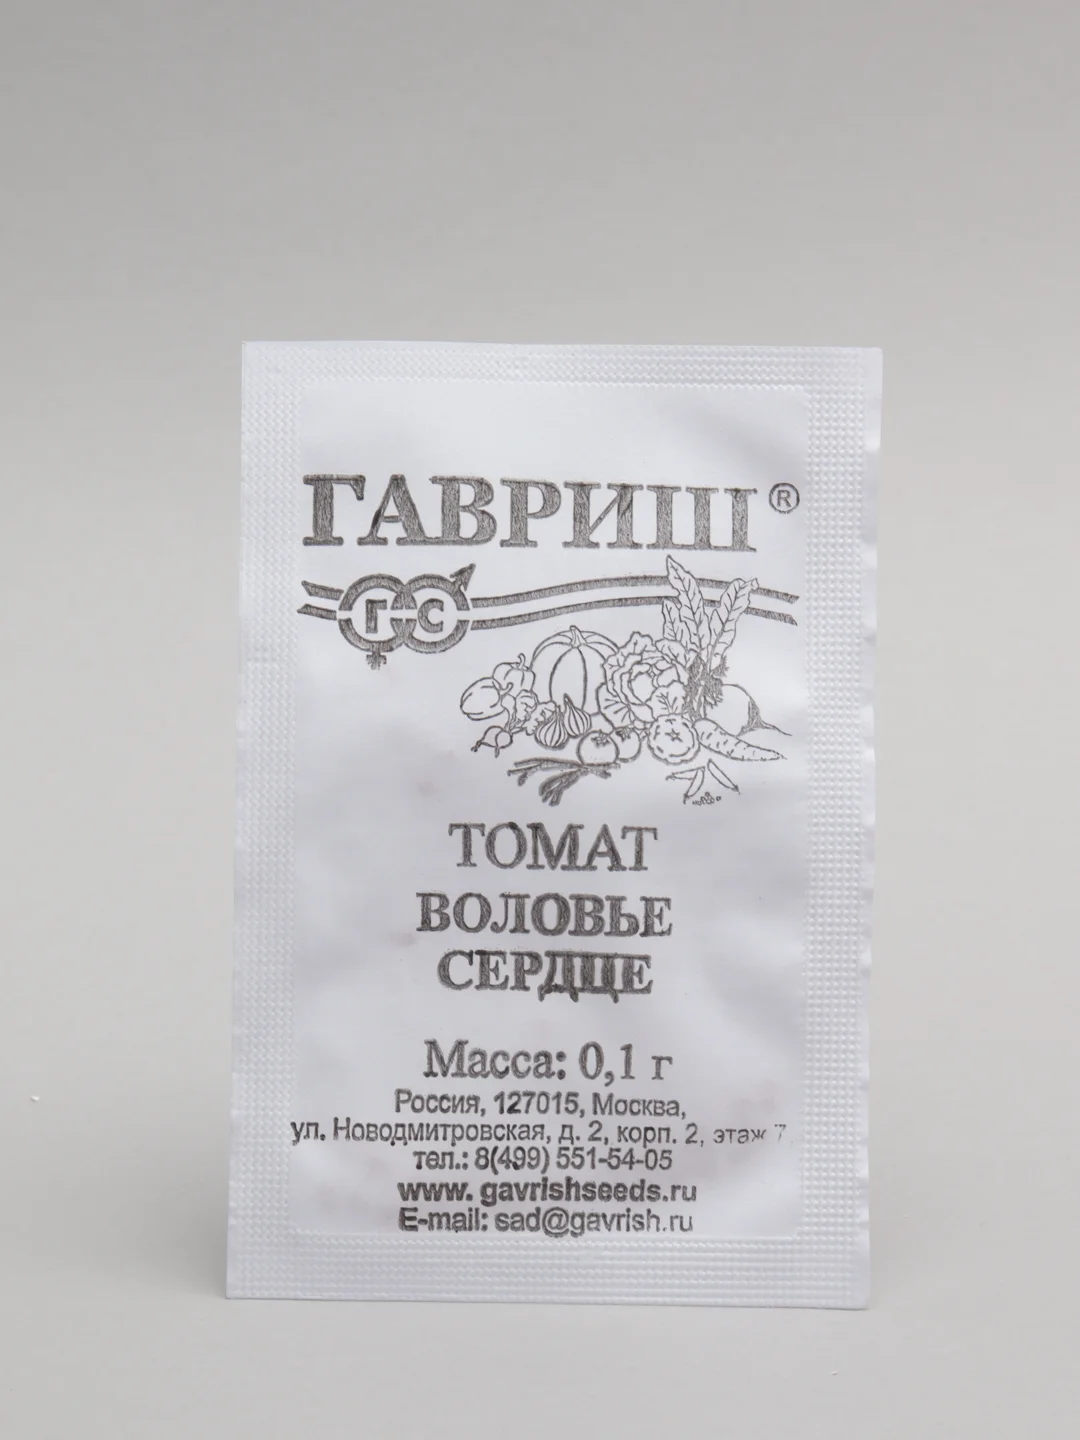 ГАВРИШ®
ГС
ТОМАТ
ВОЛОВЬЕ
СЕРДЦЕ
Масса: 0,1 г
Россия, 127015, Москва,
ул. Новодмитровская, д. 2, корп. 2, этаж 7
тел.: 8(499) 551-54-05
www. gavrishseeds.ru
E-mail: sad@gavrish.ru